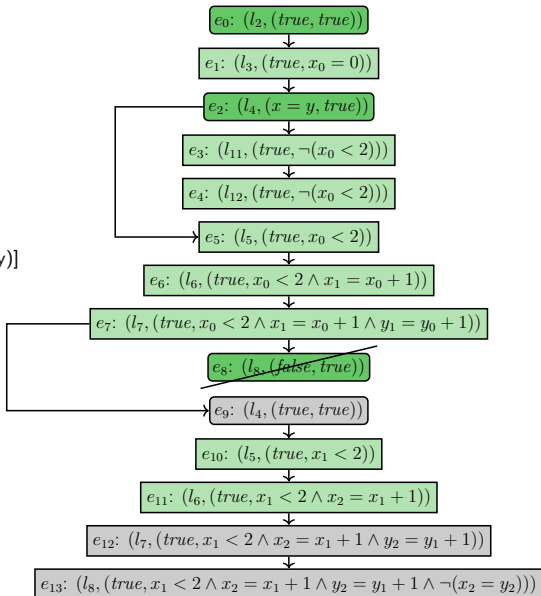 e₀: (l₂, (true, true))
e₁: (l₃, (true, x₀ = 0))
e₂: (l₄, (x = y, true))
e₃: (l₁₁, (true, ¬(x₀ < 2)))
e₄: (l₁₂, (true, ¬(x₀ < 2)))
e₅: (l₅, (true, x₀ < 2))
y)]
e₆: (l₆, (true, x₀ < 2 ∧ x₁ = x₀ + 1))
e₇: (l₇, (true, x₀ < 2 ∧ x₁ = x₀ + 1 ∧ y₁ = y₀ + 1))
e₈: (l₈, (false, true))
e₉: (l₄, (true, true))
e₁₀: (l₅, (true, x₁ < 2))
e₁₁: (l₆, (true, x₁ < 2 ∧ x₂ = x₁ + 1))
e₁₂: (l₇, (true, x₁ < 2 ∧ x₂ = x₁ + 1 ∧ y₂ = y₁ + 1))
e₁₃: (l₈, (true, x₁ < 2 ∧ x₂ = x₁ + 1 ∧ y₂ = y₁ + 1 ∧ ¬(x₂ = y₂)))